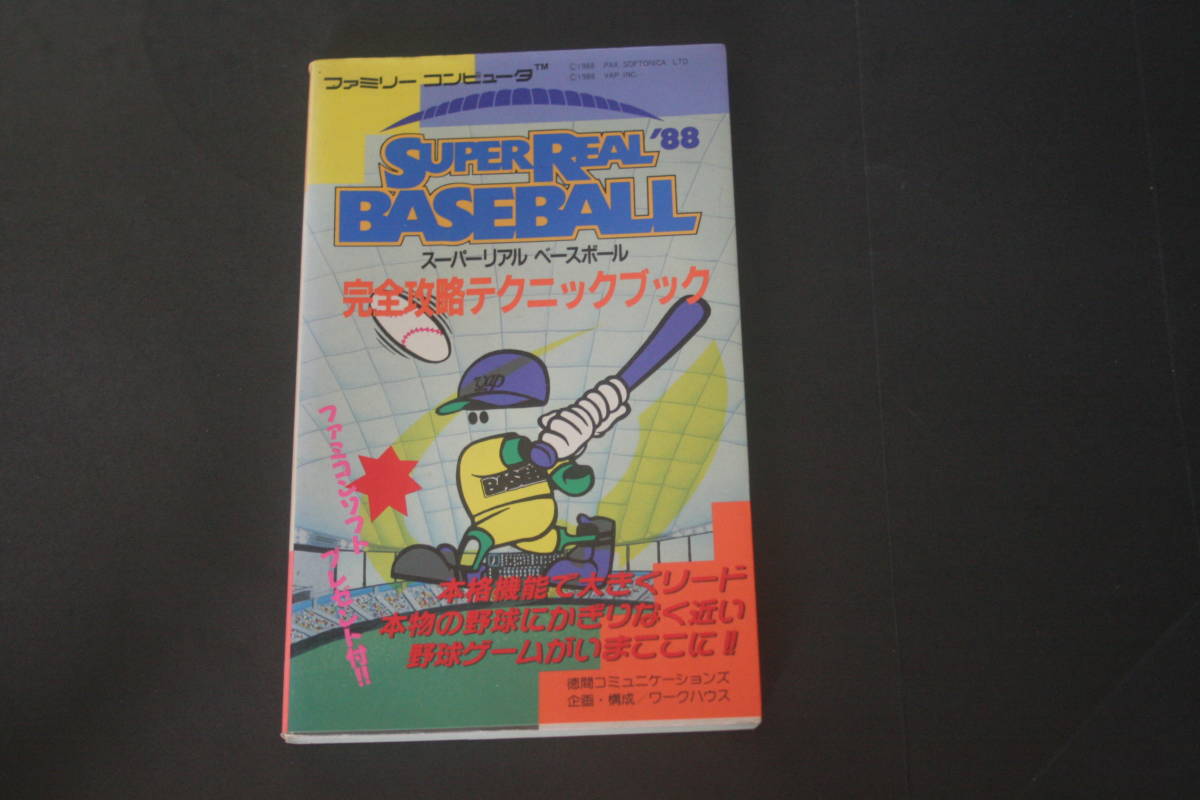 ファミリー コンピュータ™
©1988 PAX SOFTONICA LTD
©1988 VAP INC.
SUPER REAL '88
BASEBALL
スーパーリアル ベースボール
完全攻略テクニックブック
vap
BASEB
ファミコンソフト プレゼント付!!
本格機能で大きくリード
本物の野球にかぎりなく近い
野球ゲームがいまここに!!
徳間コミュニケーションズ
企画・構成/ワークハウス